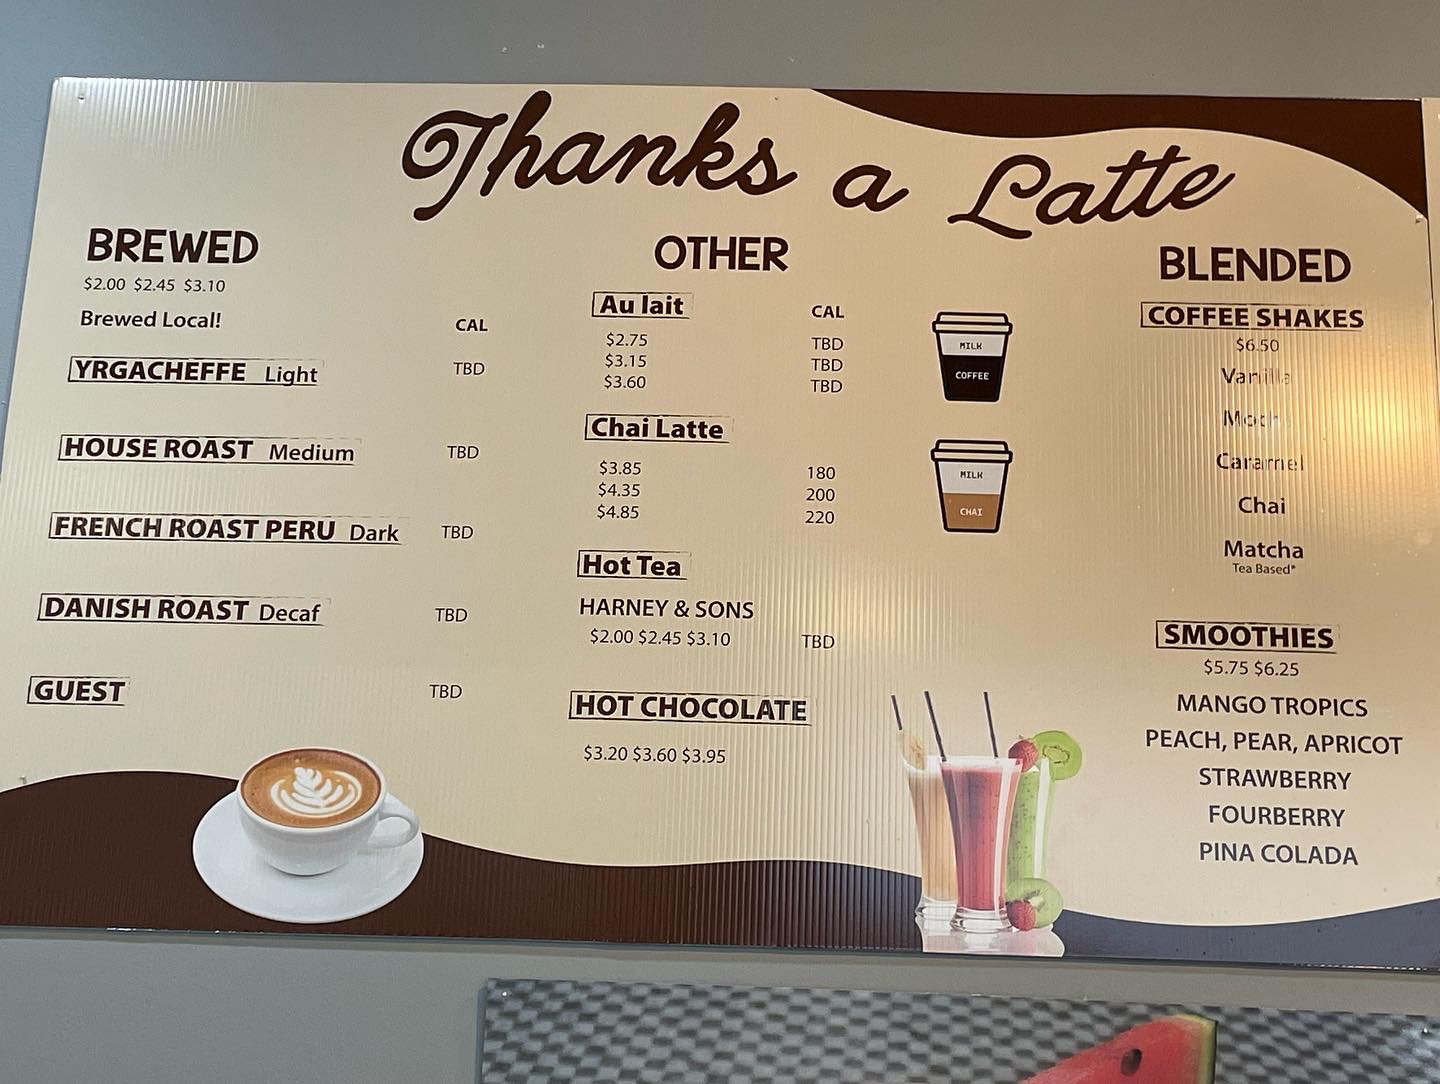 Thanks a Latte
BREWED
$2.00 $2.45 $3.10
Brewed Local!
CAL
YRGACHEFFE Light TBD
HOUSE ROAST Medium TBD
FRENCH ROAST PERU Dark TBD
DANISH ROAST Decaf TBD
GUEST TBD
OTHER
Au lait CAL
$2.75 TBD
$3.15 TBD
$3.60 TBD
MILK
COFFEE
Chai Latte
$3.85 180
$4.35 200
$4.85 220
MILK
CHAI
Hot Tea
HARNEY & SONS
$2.00 $2.45 $3.10 TBD
HOT CHOCOLATE
$3.20 $3.60 $3.95
BLENDED
COFFEE SHAKES
$6.50
Vanilla
Mocha
Caramel
Chai
Matcha
Tea Based*
SMOOTHIES
$5.75 $6.25
MANGO TROPICS
PEACH, PEAR, APRICOT
STRAWBERRY
FOURBERRY
PINA COLADA